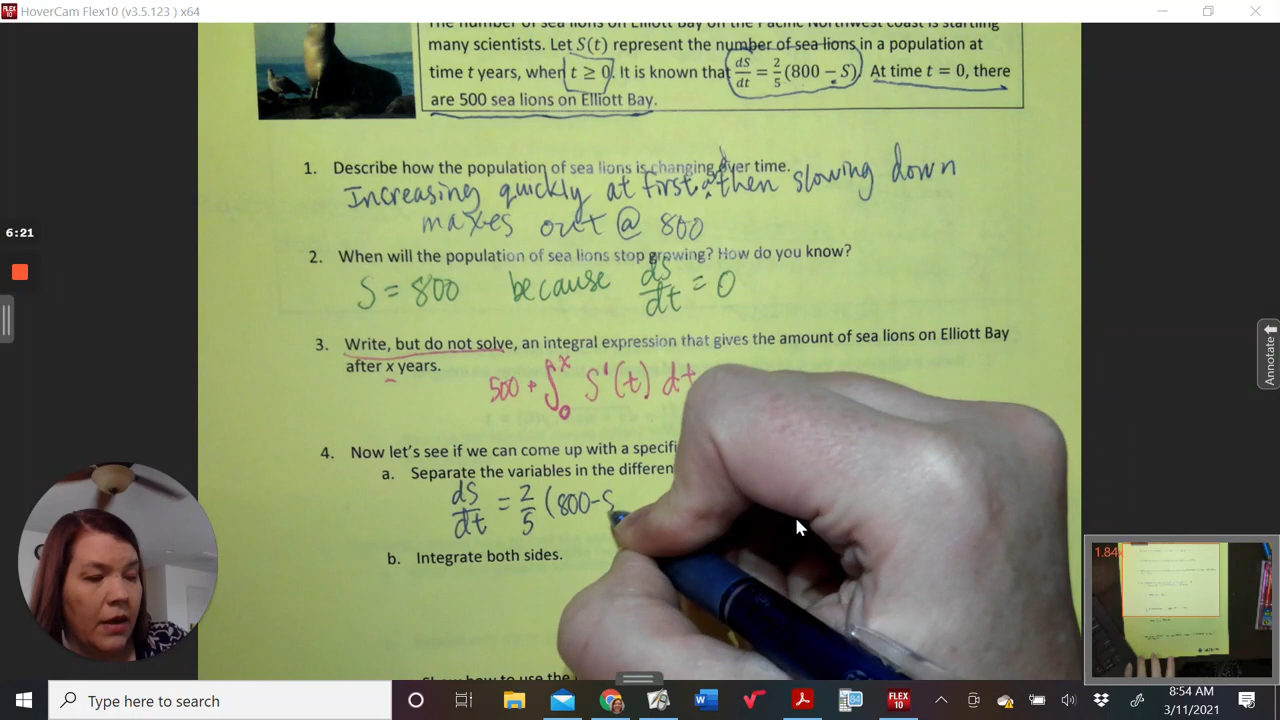 HoverCam Flex10 (v3.5.123 ) x64
The number of sea lions on Elliott Bay on the Pacific Northwest coast is startling
many scientists. Let S(t) represent the number of sea lions in a population at
time t years, when t ≥ 0. It is known that dS/dt = 2/5 (800 − S). At time t = 0, there
are 500 sea lions on Elliott Bay.
1. Describe how the population of sea lions is changing over time.
Increasing quickly at first, then slowing down
maxes out @ 800
6:21
2. When will the population of sea lions stop growing? How do you know?
S = 800 because dS/dt = 0
3. Write, but do not solve, an integral expression that gives the amount of sea lions on Elliott Bay
after x years.
500 + ∫₀ˣ S'(t) dt
Annotate
4. Now let's see if we can come up with a specifi
a. Separate the variables in the differen
dS/dt = 2/5 (800-S
b. Integrate both sides.
1.84x
Type here to search
FLEX 10
8:54 AM
3/11/2021